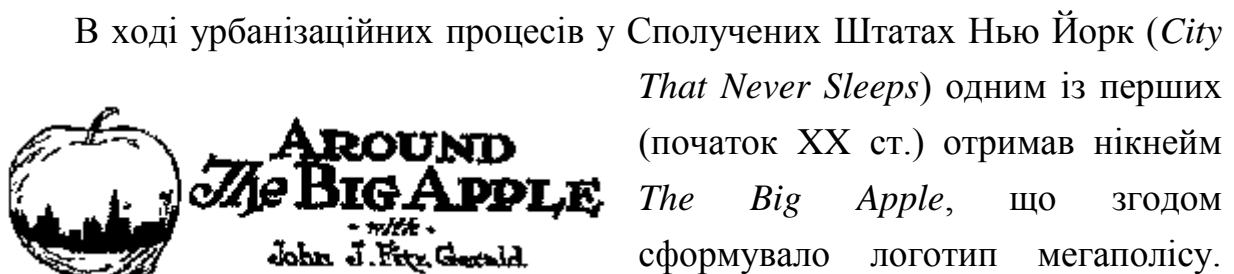 В ході урбанізаційних процесів у Сполучених Штатах Нью Йорк (City
That Never Sleeps) одним із перших
(початок XX ст.) отримав нікнейм
The Big Apple, що згодом
сформувало логотип мегаполісу.
AROUND
The BIG APPLE
- with -
John J. Fitz Gerald